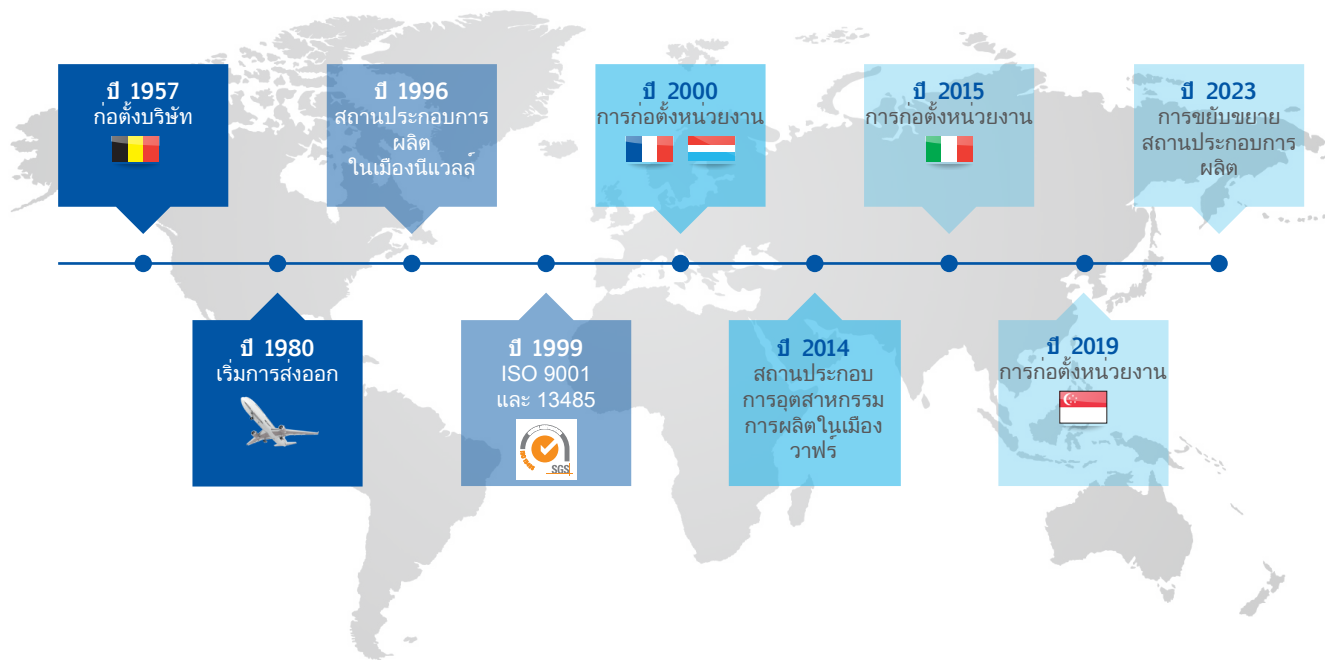 ปี 1957
ก่อตั้งบริษัท
ปี 1980
เริ่มการส่งออก
ปี 1996
สถานประกอบการ
ผลิต
ในเมืองนีแวลล์
ปี 1999
ISO 9001
และ 13485
SGS
ปี 2000
การก่อตั้งหน่วยงาน
ปี 2014
สถานประกอบ
การอุตสาหกรรม
การผลิตในเมือง
วาฟร์
ปี 2015
การก่อตั้งหน่วยงาน
ปี 2019
การก่อตั้งหน่วยงาน
ปี 2023
การขยับขยาย
สถานประกอบการ
ผลิต